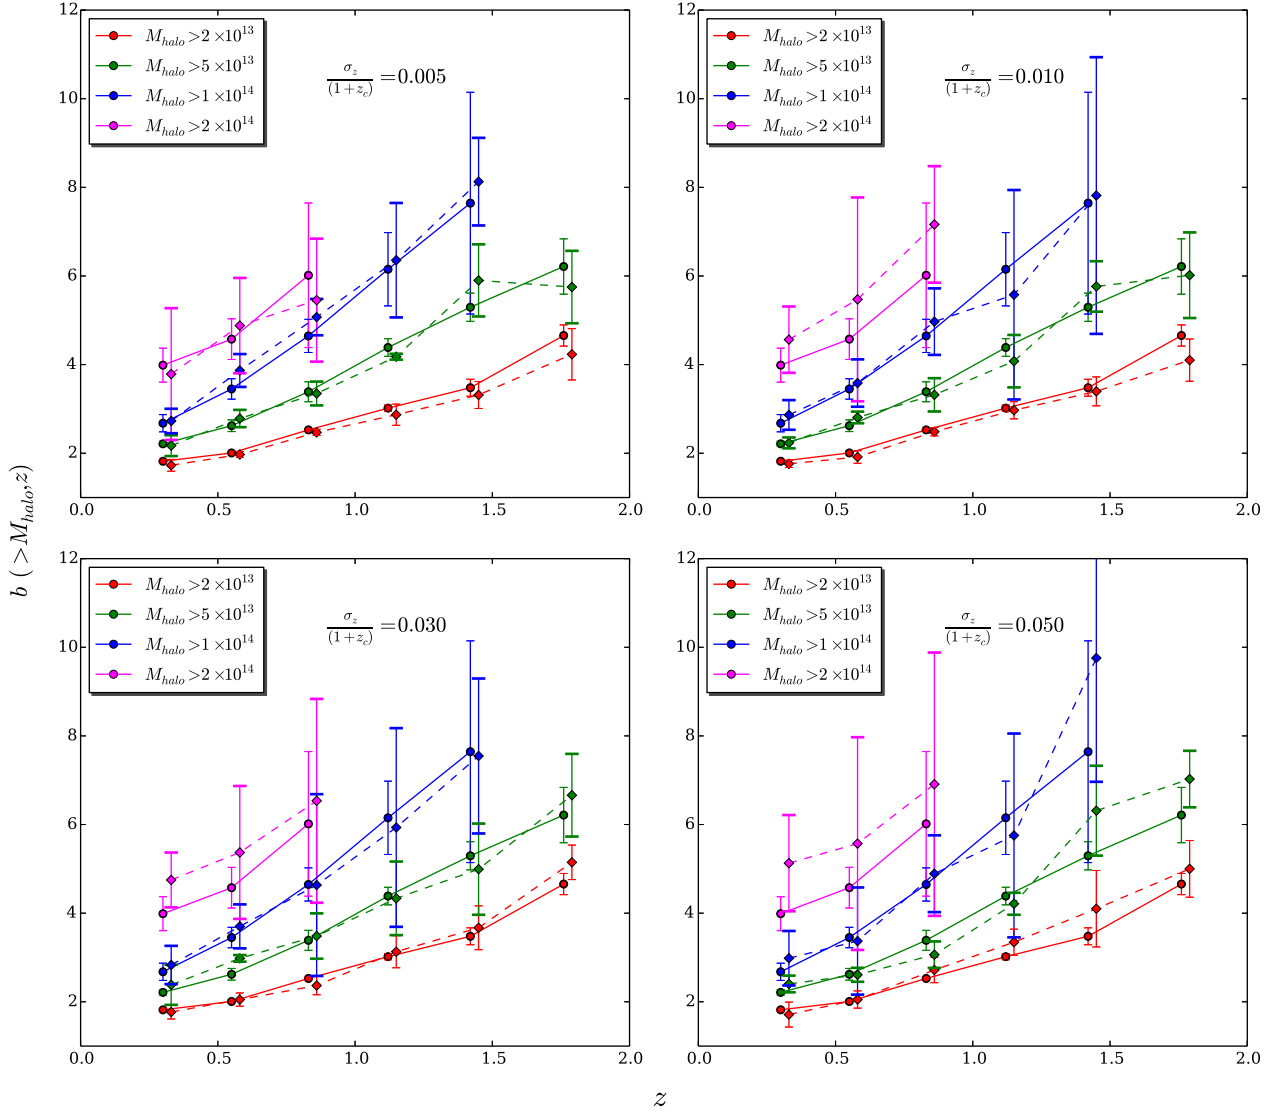 12
10
8
6
4
2
0.0 0.5 1.0 1.5 2.0
M_halo >2 ×10^13
M_halo >5 ×10^13
M_halo >1 ×10^14
M_halo >2 ×10^14
σ_z/(1+z_c) =0.005
12
10
8
6
4
2
0.0 0.5 1.0 1.5 2.0
M_halo >2 ×10^13
M_halo >5 ×10^13
M_halo >1 ×10^14
M_halo >2 ×10^14
σ_z/(1+z_c) =0.010
b ( >M_halo,z)
12
10
8
6
4
2
0.0 0.5 1.0 1.5 2.0
M_halo >2 ×10^13
M_halo >5 ×10^13
M_halo >1 ×10^14
M_halo >2 ×10^14
σ_z/(1+z_c) =0.030
12
10
8
6
4
2
0.0 0.5 1.0 1.5 2.0
M_halo >2 ×10^13
M_halo >5 ×10^13
M_halo >1 ×10^14
M_halo >2 ×10^14
σ_z/(1+z_c) =0.050
z